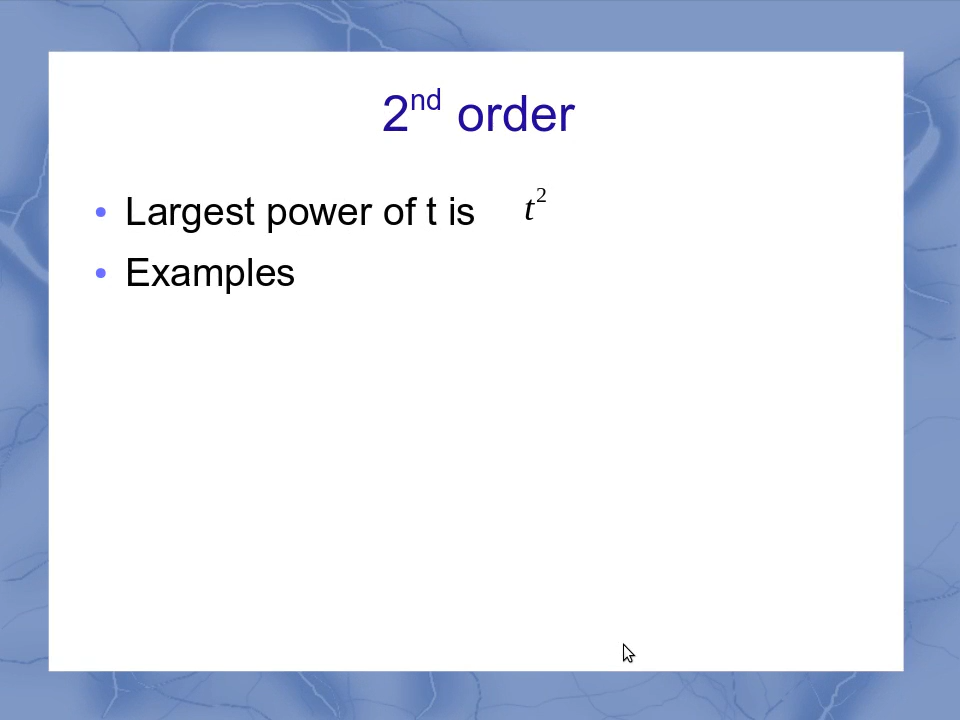 2nd order
• Largest power of t is t²
• Examples